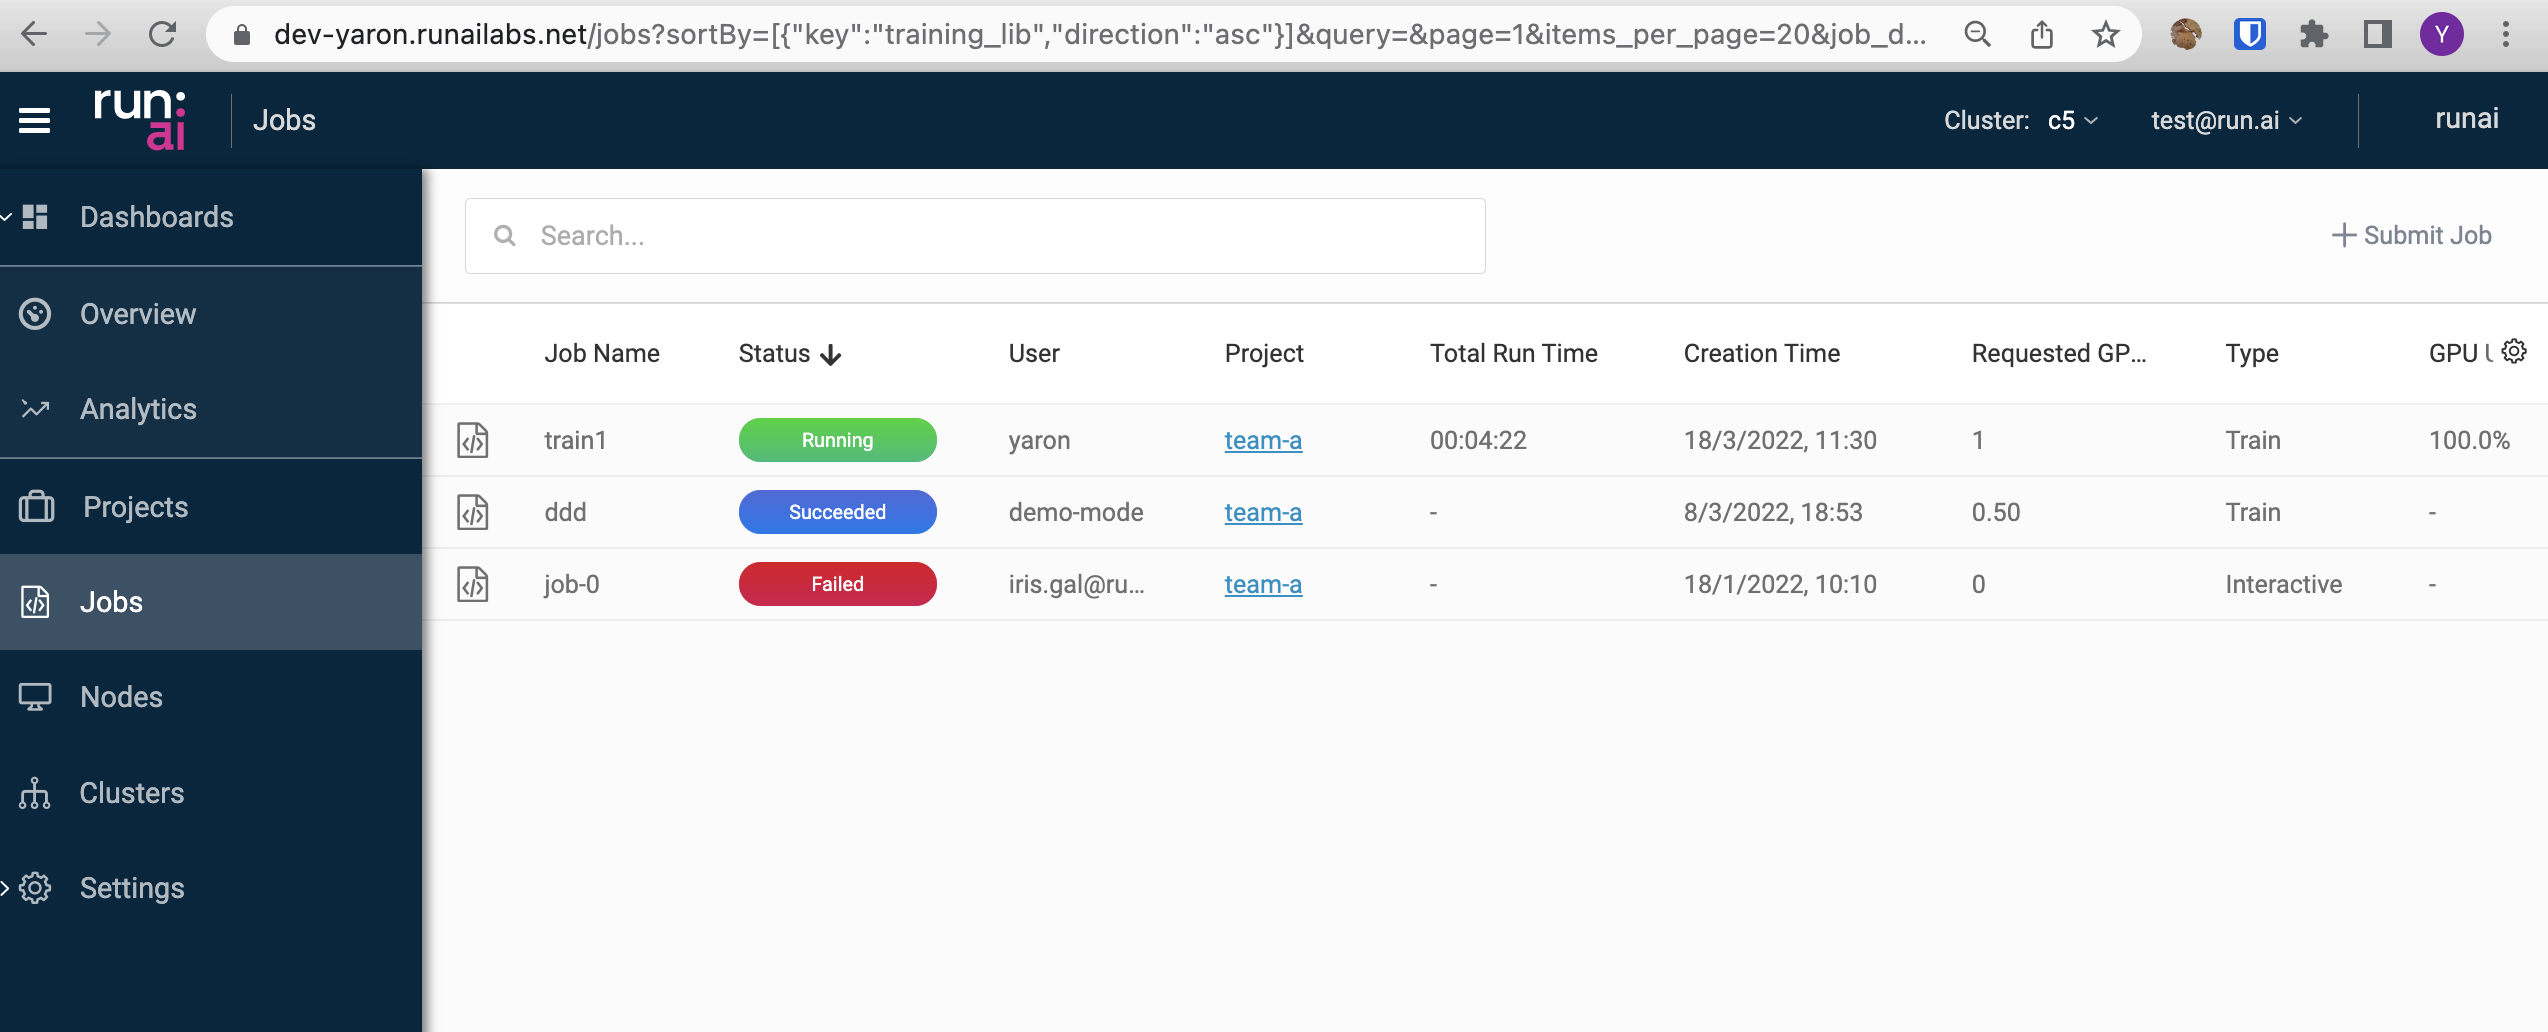 dev-yaron.runailabs.net/jobs?sortBy=[{"key":"training_lib","direction":"asc"}]&query=&page=1&items_per_page=20&job_d...
Y
run:
ai
Jobs
Cluster: c5
test@run.ai
runai
Dashboards
Overview
Analytics
Projects
Jobs
Nodes
Clusters
Settings
Search...
Submit Job
Job Name Status User Project Total Run Time Creation Time Requested GP... Type GPU U
train1 Running yaron team-a 00:04:22 18/3/2022, 11:30 1 Train 100.0%
ddd Succeeded demo-mode team-a - 8/3/2022, 18:53 0.50 Train -
job-0 Failed iris.gal@ru... team-a - 18/1/2022, 10:10 0 Interactive -